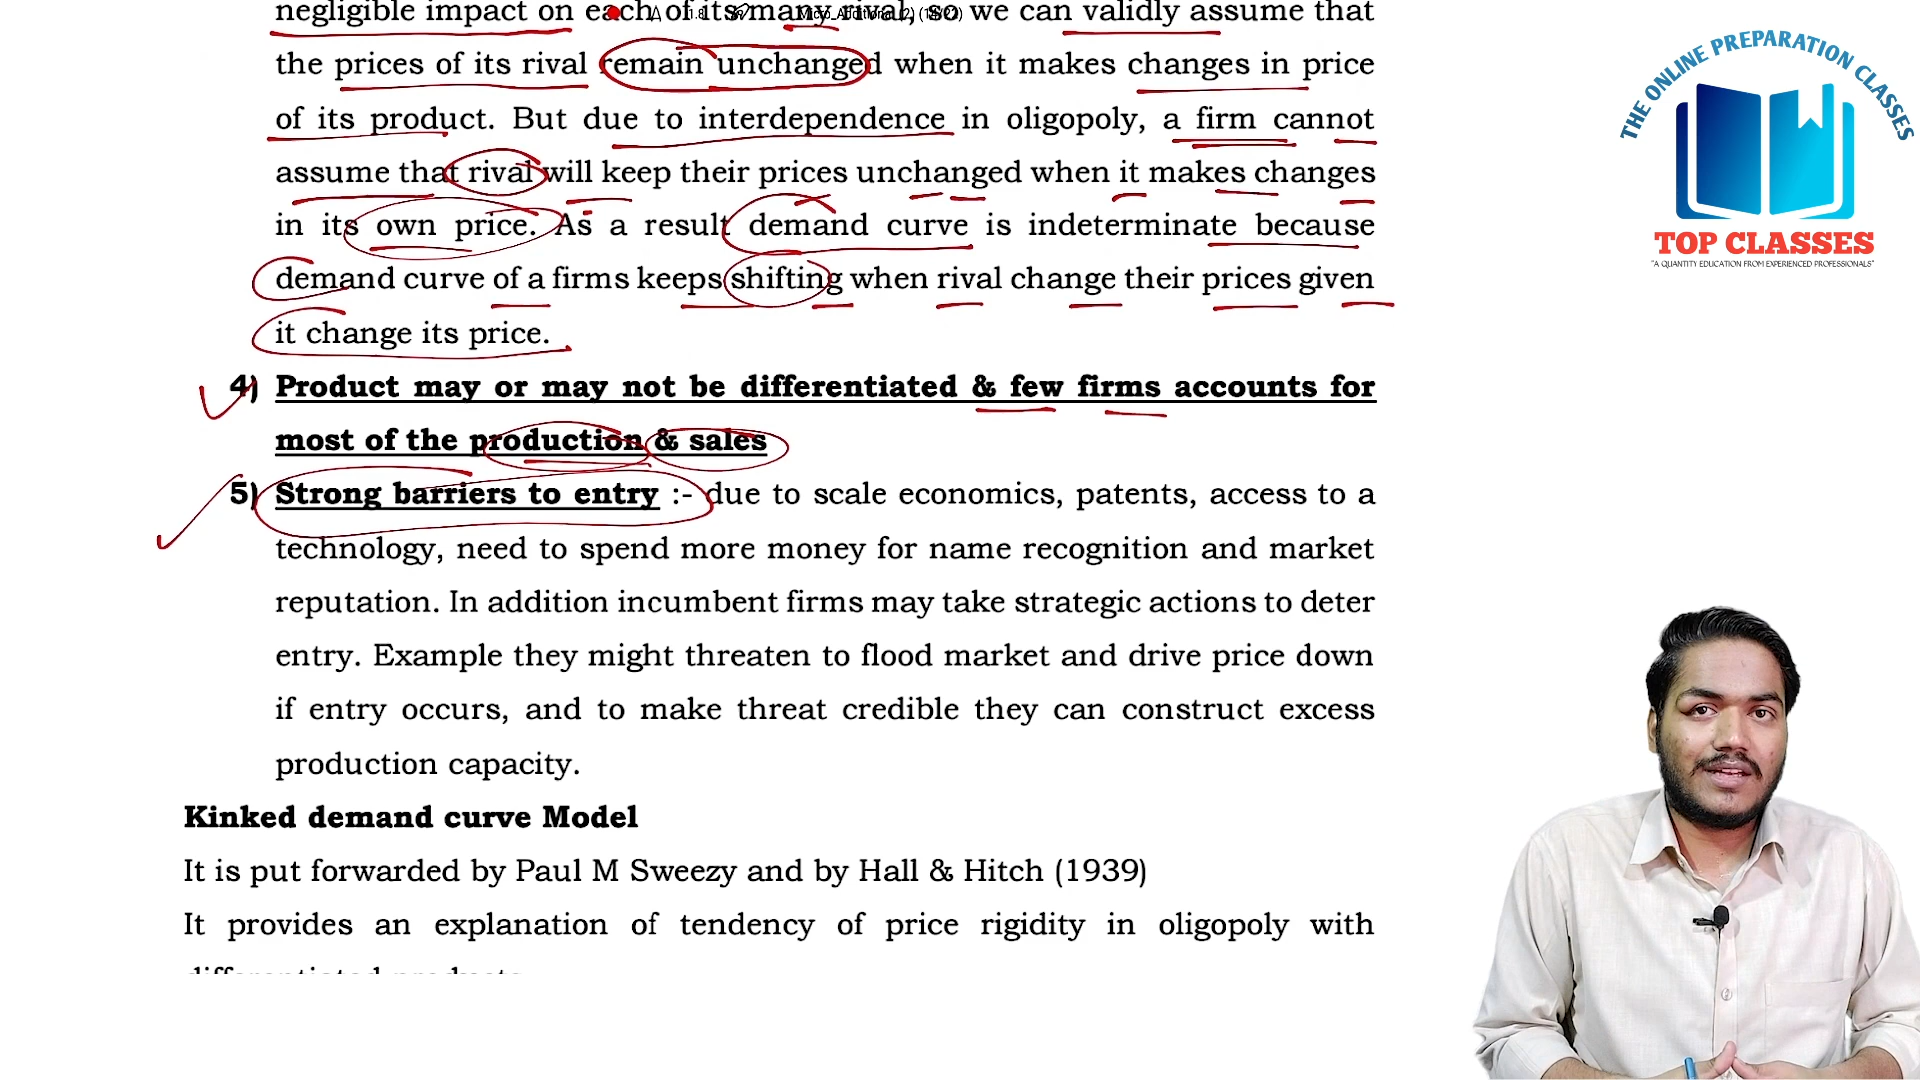 negligible impact on each of its many rival, so we can validly assume that
the prices of its rival remain unchanged when it makes changes in price
of its product. But due to interdependence in oligopoly, a firm cannot
assume that rival will keep their prices unchanged when it makes changes
in its own price. As a result demand curve is indeterminate because
demand curve of a firms keeps shifting when rival change their prices given
it change its price.
4) Product may or may not be differentiated & few firms accounts for
most of the production & sales
5) Strong barriers to entry :- due to scale economics, patents, access to a
technology, need to spend more money for name recognition and market
reputation. In addition incumbent firms may take strategic actions to deter
entry. Example they might threaten to flood market and drive price down
if entry occurs, and to make threat credible they can construct excess
production capacity.
Kinked demand curve Model
It is put forwarded by Paul M Sweezy and by Hall & Hitch (1939)
It provides an explanation of tendency of price rigidity in oligopoly with
differentiated products
THE ONLINE PREPARATION CLASSES
TOP CLASSES
"A QUANTITY EDUCATION FROM EXPERIENCED PROFESSIONALS"